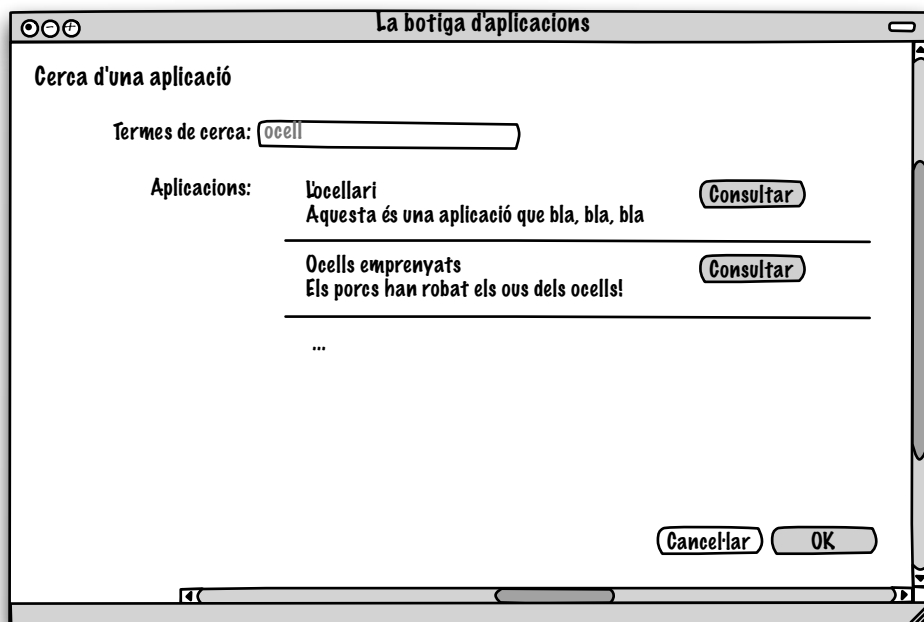 La botiga d'aplicacions
Cerca d'una aplicació
Termes de cerca: ocell
Aplicacions:
L'ocellari
Consultar
Aquesta és una aplicació que bla, bla, bla
Ocells emprenyats
Consultar
Els porcs han robat els ous dels ocells!
...
Cancel·lar
OK